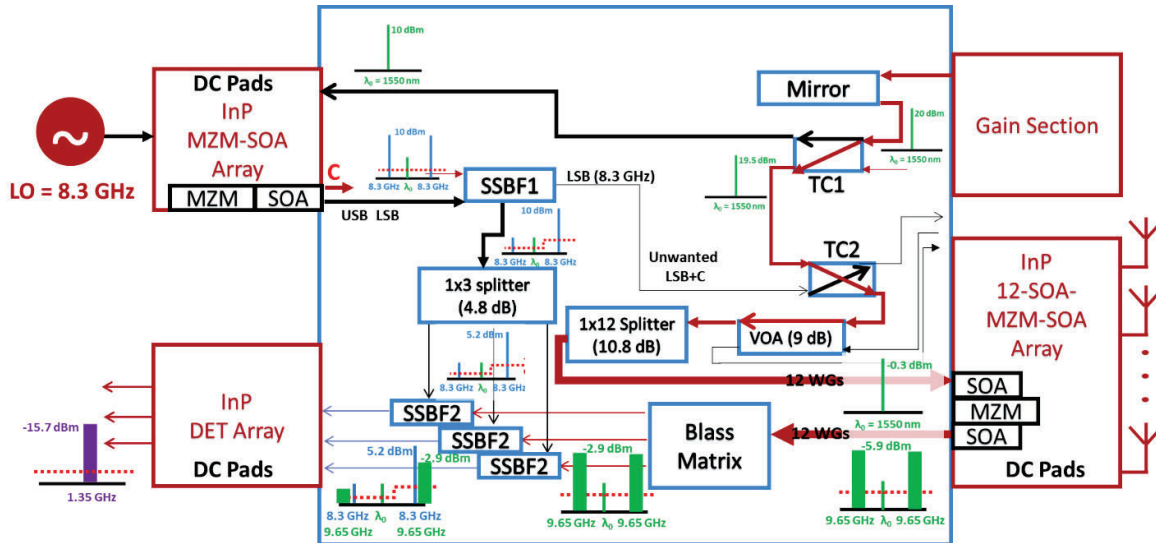 10 dBm
λ₀ = 1550 nm
DC Pads
InP
MZM-SOA
Array
MZM
SOA
~
LO = 8.3 GHz
C
USB LSB
10 dBm
8.3 GHz
λ₀
8.3 GHz
SSBF1
LSB (8.3 GHz)
10 dBm
8.3 GHz
λ₀
8.3 GHz
Mirror
20 dBm
λ₀ = 1550 nm
19.5 dBm
λ₀ = 1550 nm
TC1
Gain Section
Unwanted
LSB+C
TC2
1x3 splitter
(4.8 dB)
5.2 dBm
8.3 GHz
λ₀
8.3 GHz
1x12 Splitter
(10.8 dB)
VOA (9 dB)
12 WGs
-0.3 dBm
λ₀ = 1550 nm
InP
12-SOA-
MZM-SOA
Array
SOA
MZM
SOA
DC Pads
12 WGs
-5.9 dBm
9.65 GHz
λ₀
9.65 GHz
Blass
Matrix
-2.9 dBm
9.65 GHz
λ₀
9.65 GHz
SSBF2
SSBF2
SSBF2
5.2 dBm
-2.9 dBm
8.3 GHz
λ₀
8.3 GHz
9.65 GHz
9.65 GHz
InP
DET Array
DC Pads
-15.7 dBm
1.35 GHz